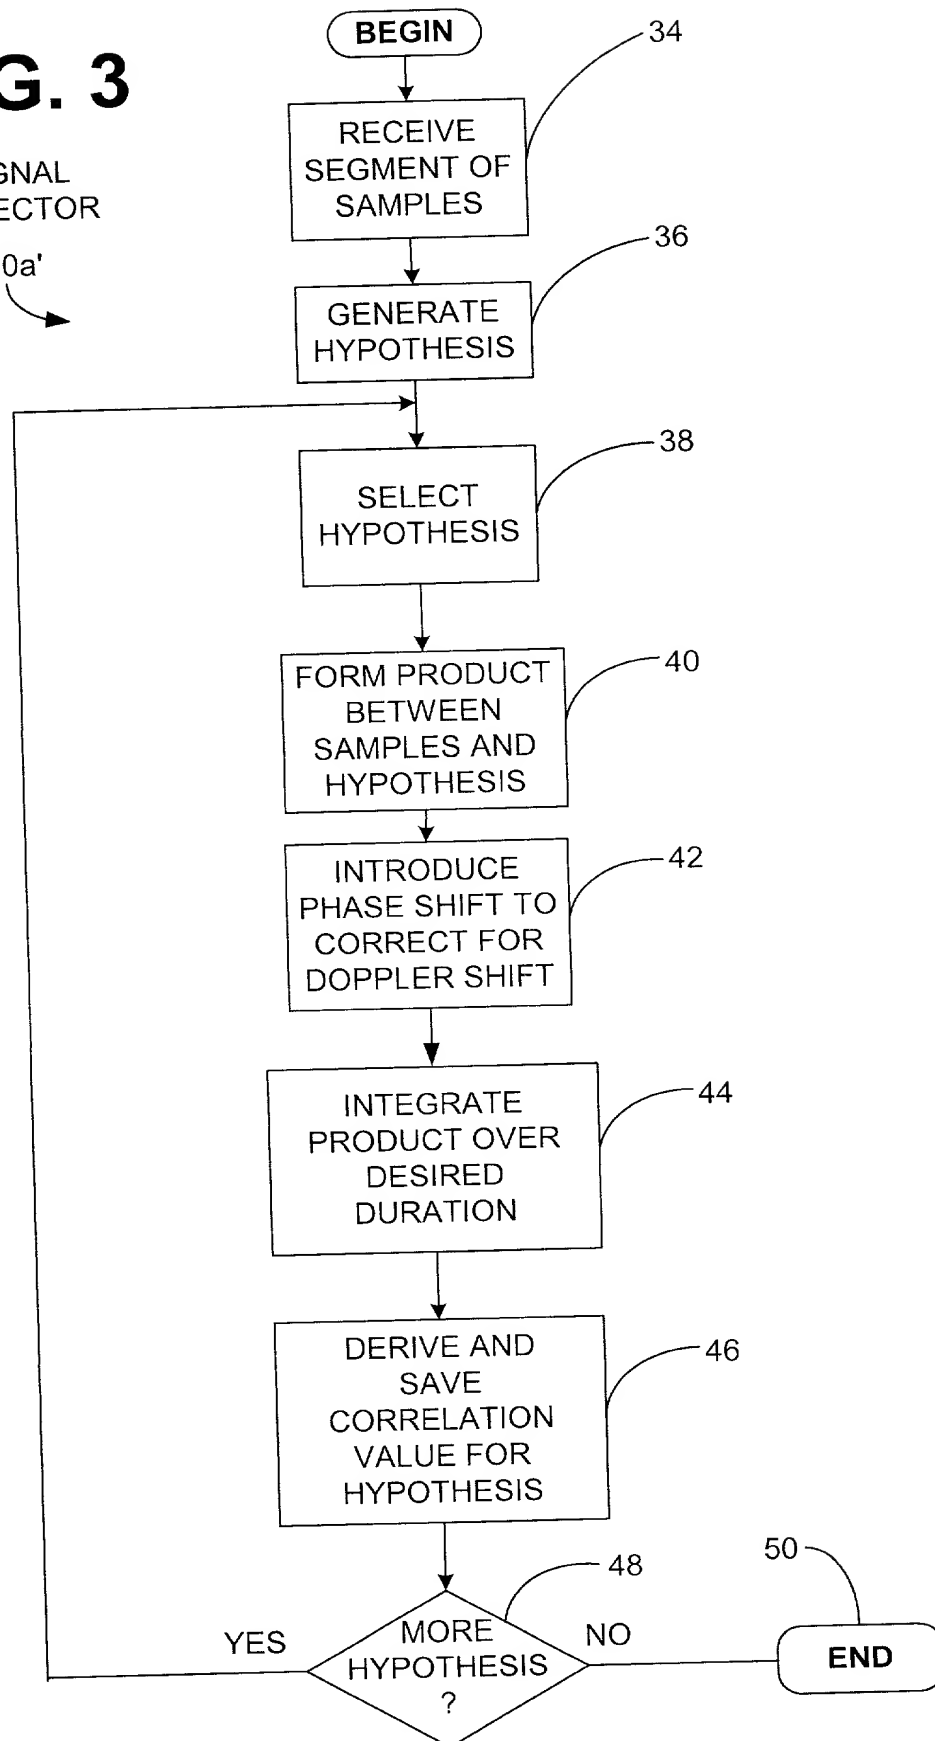 BEGIN
34
G. 3
RECEIVE
SEGMENT OF
SAMPLES
GNAL
ECTOR
0a'
36
GENERATE
HYPOTHESIS
38
SELECT
HYPOTHESIS
40
FORM PRODUCT
BETWEEN
SAMPLES AND
HYPOTHESIS
42
INTRODUCE
PHASE SHIFT TO
CORRECT FOR
DOPPLER SHIFT
44
INTEGRATE
PRODUCT OVER
DESIRED
DURATION
46
DERIVE AND
SAVE
CORRELATION
VALUE FOR
HYPOTHESIS
48
50
YES
MORE
HYPOTHESIS
?
NO
END